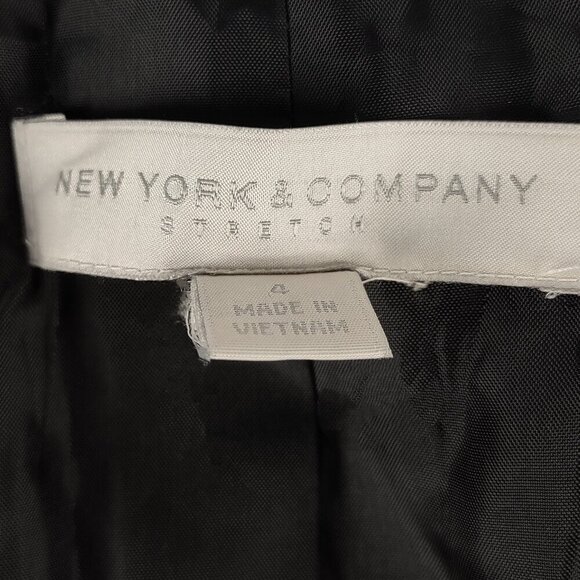 NEW YORK & COMPANY
STRETCH
4
MADE IN
VIETNAM